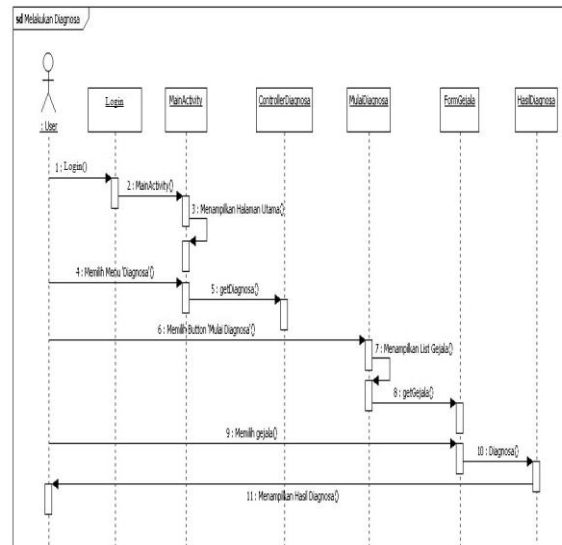 sd Melakukan Diagnosa
: User
Login
MainActivity
ControllerDiagnosa
MulaiDiagnosa
FormGejala
HasilDiagnosa
1 : Login()
2 : MainActivity()
3 : Menampilkan Halaman Utama()
4 : Memilih Menu 'Diagnosa'()
5 : getDiagnosa()
6 : Memilih Button 'Mulai Diagnosa'()
7 : Menampilkan List Gejala()
8 : getGejala()
9 : Memilih gejala()
10 : Diagnosa()
11 : Menampilkan Hasil Diagnosa()